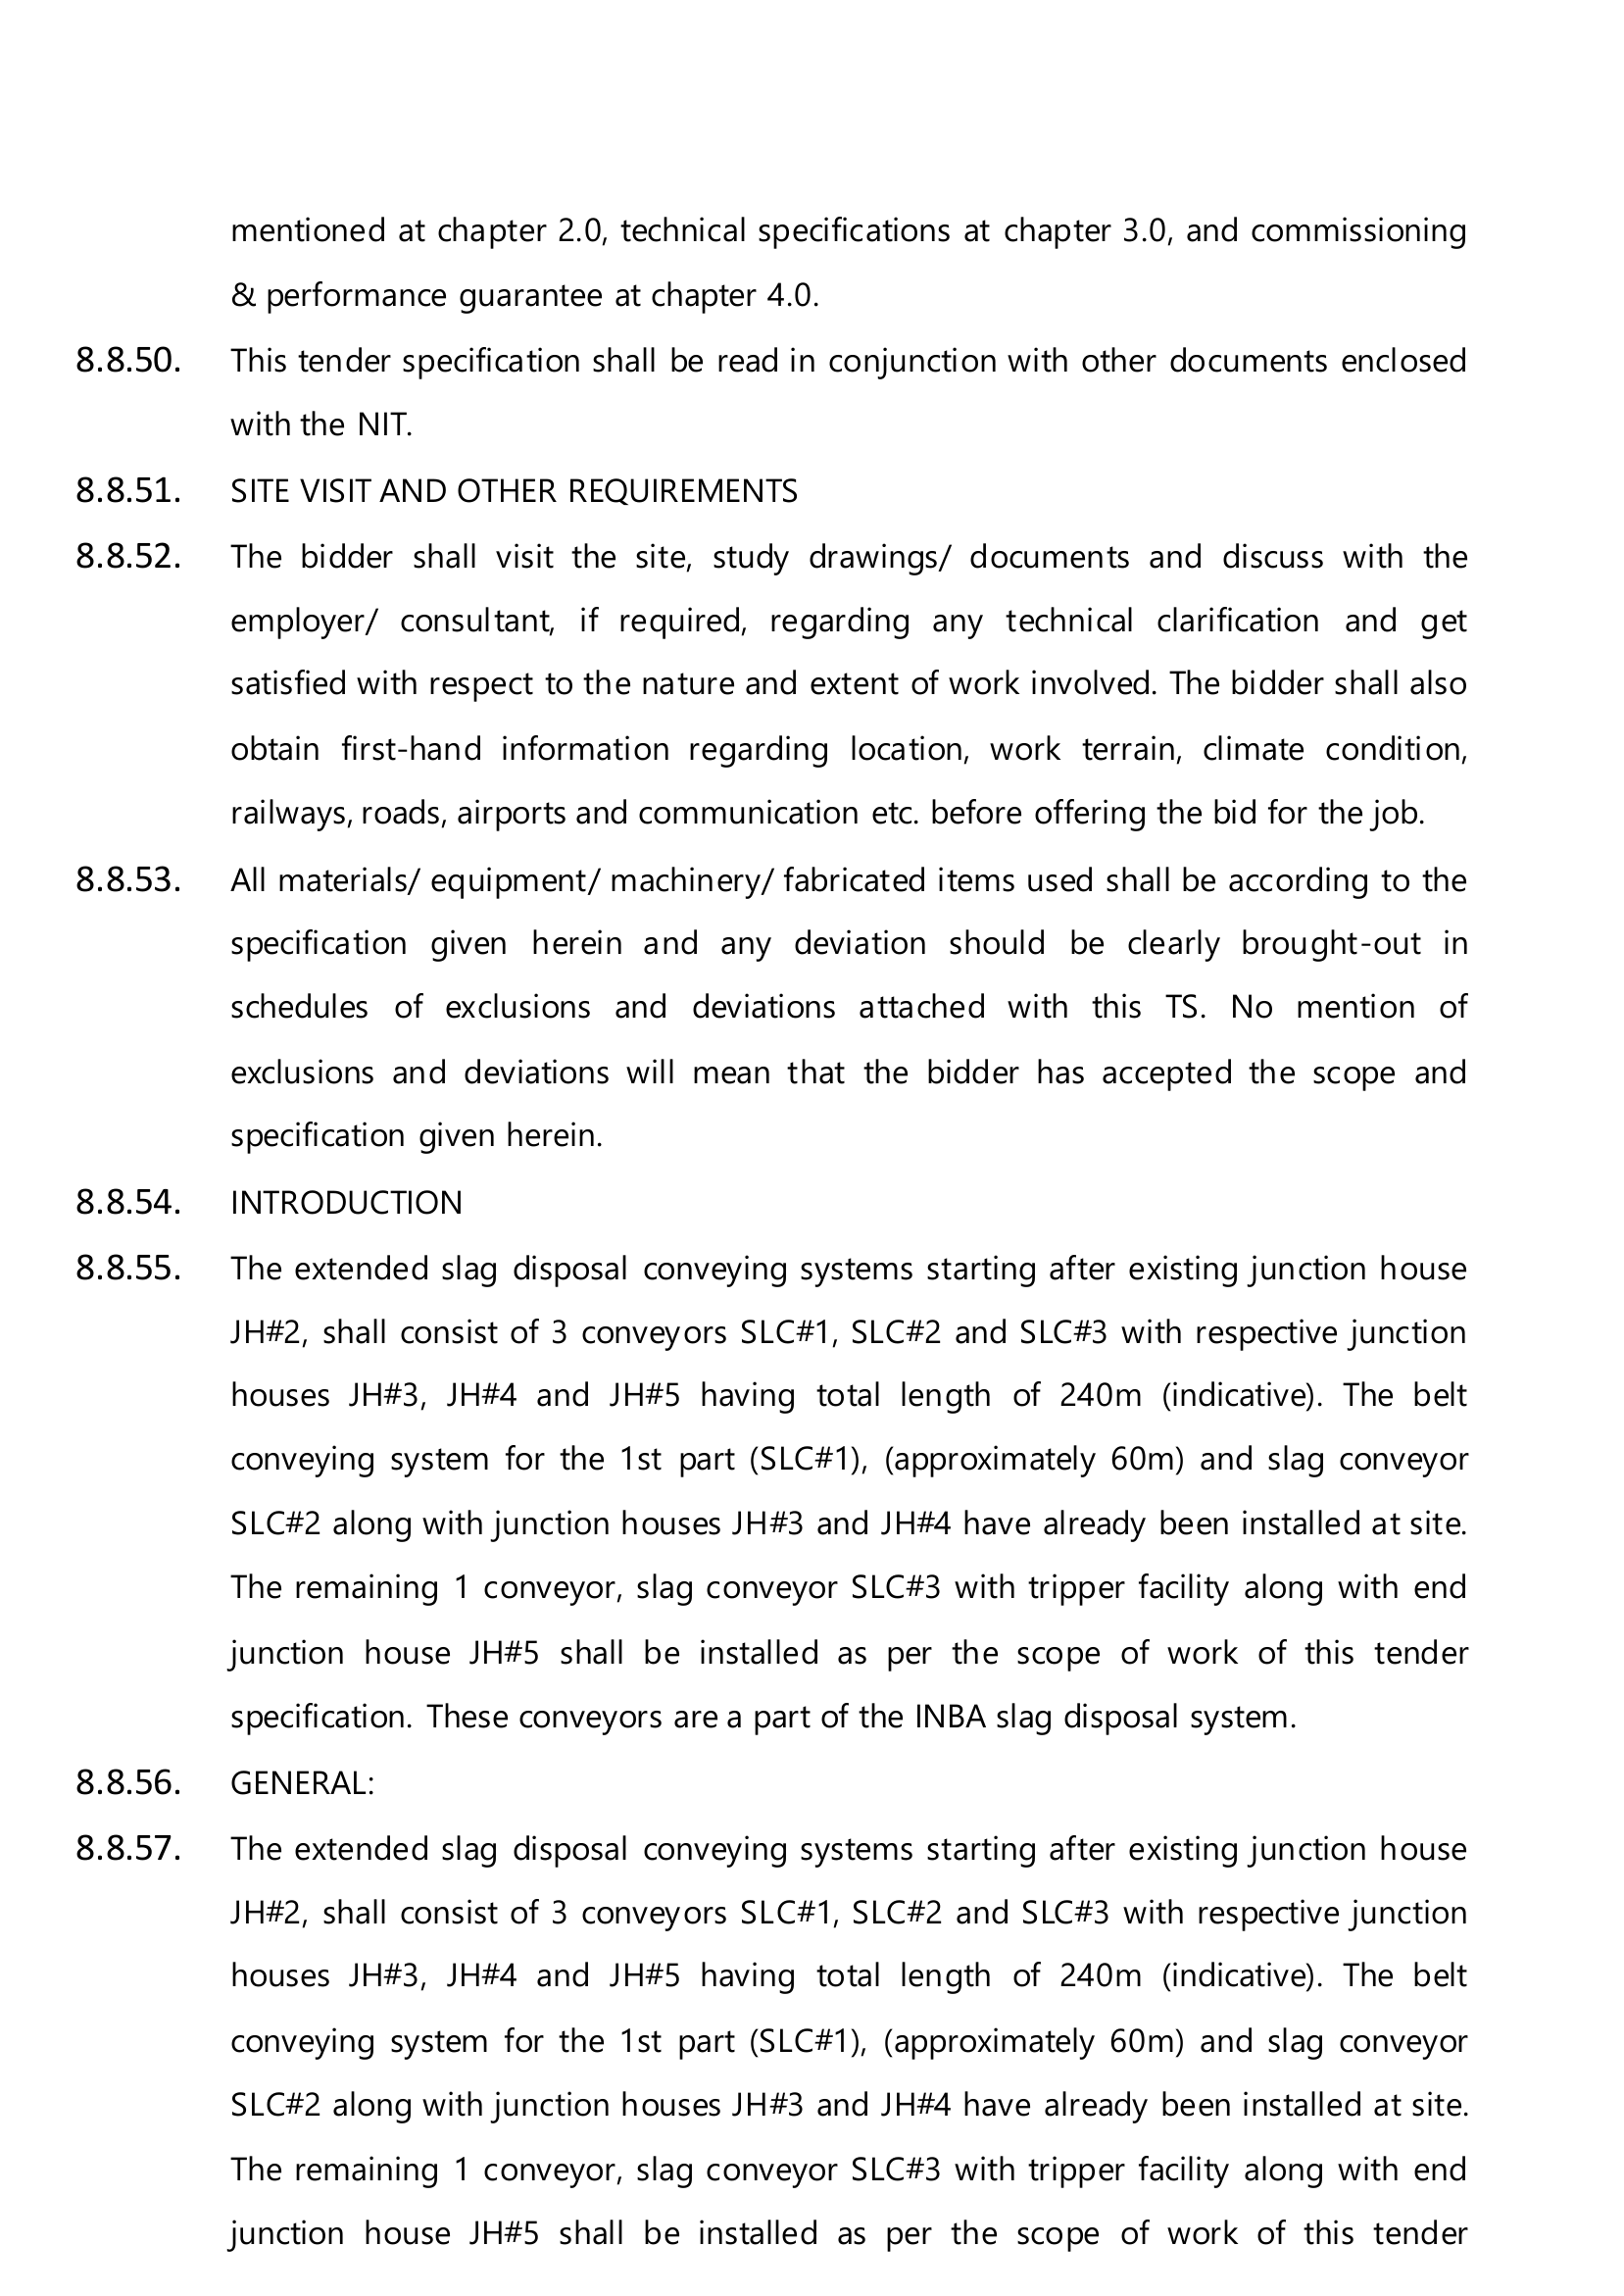 mentioned at chapter 2.0, technical specifications at chapter 3.0, and commissioning
& performance guarantee at chapter 4.0.
8.8.50. This tender specification shall be read in conjunction with other documents enclosed
with the NIT.
8.8.51. SITE VISIT AND OTHER REQUIREMENTS
8.8.52. The bidder shall visit the site, study drawings/ documents and discuss with the
employer/ consultant, if required, regarding any technical clarification and get
satisfied with respect to the nature and extent of work involved. The bidder shall also
obtain first-hand information regarding location, work terrain, climate condition,
railways, roads, airports and communication etc. before offering the bid for the job.
8.8.53. All materials/ equipment/ machinery/ fabricated items used shall be according to the
specification given herein and any deviation should be clearly brought-out in
schedules of exclusions and deviations attached with this TS. No mention of
exclusions and deviations will mean that the bidder has accepted the scope and
specification given herein.
8.8.54. INTRODUCTION
8.8.55. The extended slag disposal conveying systems starting after existing junction house
JH#2, shall consist of 3 conveyors SLC#1, SLC#2 and SLC#3 with respective junction
houses JH#3, JH#4 and JH#5 having total length of 240m (indicative). The belt
conveying system for the 1st part (SLC#1), (approximately 60m) and slag conveyor
SLC#2 along with junction houses JH#3 and JH#4 have already been installed at site.
The remaining 1 conveyor, slag conveyor SLC#3 with tripper facility along with end
junction house JH#5 shall be installed as per the scope of work of this tender
specification. These conveyors are a part of the INBA slag disposal system.
8.8.56. GENERAL:
8.8.57. The extended slag disposal conveying systems starting after existing junction house
JH#2, shall consist of 3 conveyors SLC#1, SLC#2 and SLC#3 with respective junction
houses JH#3, JH#4 and JH#5 having total length of 240m (indicative). The belt
conveying system for the 1st part (SLC#1), (approximately 60m) and slag conveyor
SLC#2 along with junction houses JH#3 and JH#4 have already been installed at site.
The remaining 1 conveyor, slag conveyor SLC#3 with tripper facility along with end
junction house JH#5 shall be installed as per the scope of work of this tender